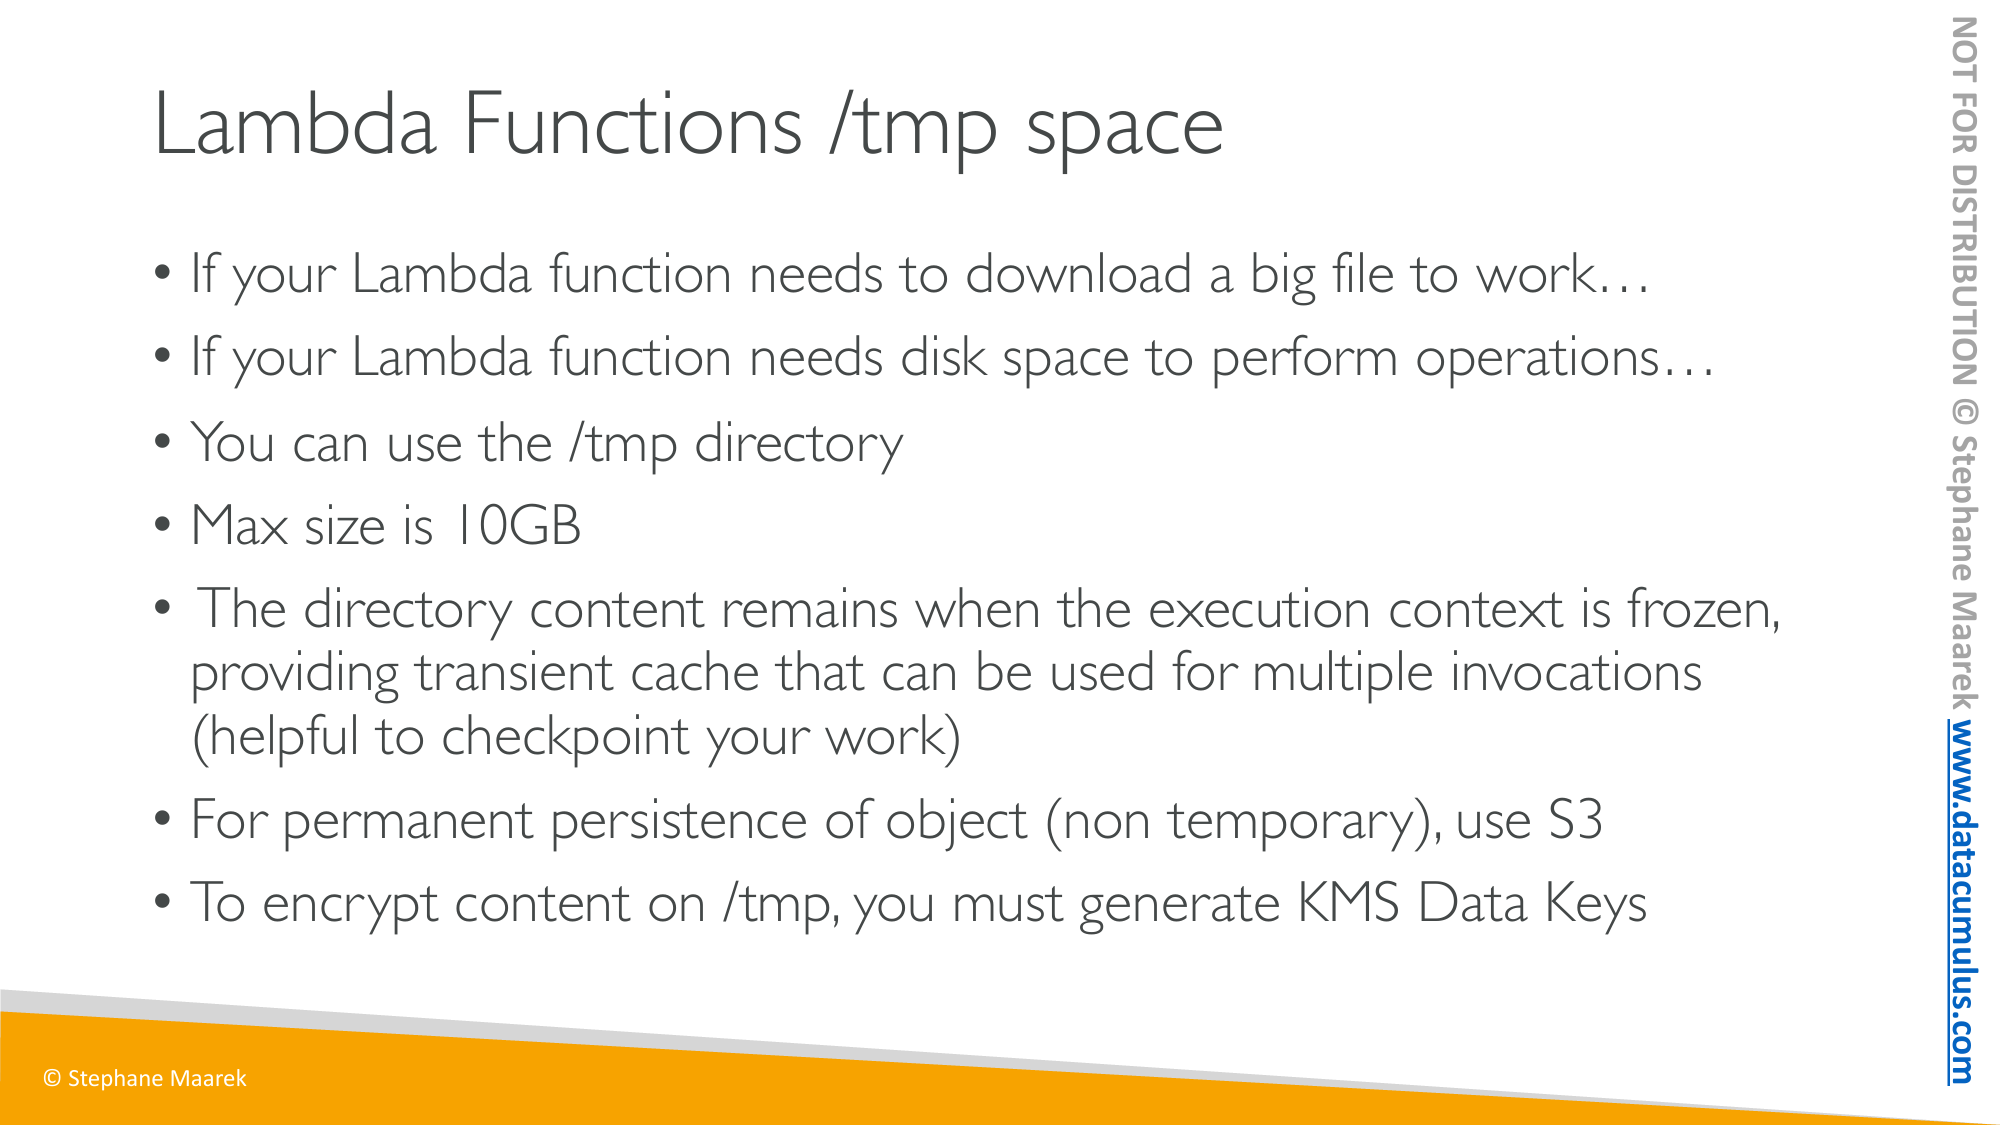 Lambda Functions /tmp space
• If your Lambda function needs to download a big file to work…
• If your Lambda function needs disk space to perform operations…
• You can use the /tmp directory
• Max size is 10GB
• The directory content remains when the execution context is frozen,
providing transient cache that can be used for multiple invocations
(helpful to checkpoint your work)
• For permanent persistence of object (non temporary), use S3
• To encrypt content on /tmp, you must generate KMS Data Keys
© Stephane Maarek
NOT FOR DISTRIBUTION © Stephane Maarek www.datacumulus.com